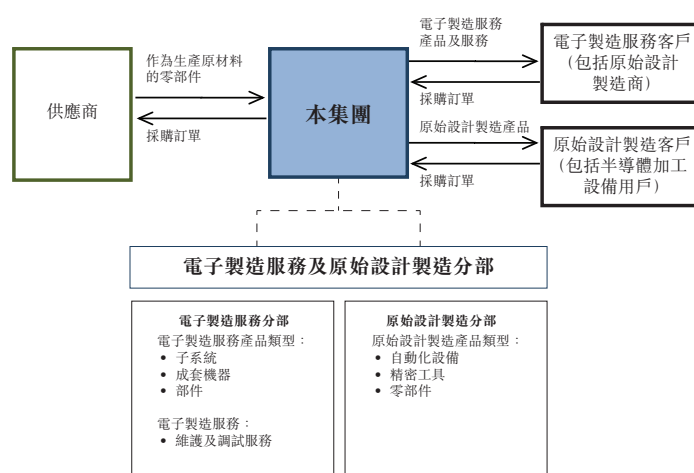 供應商
作為生產原材料
的零部件
採購訂單
本集團
電子製造服務
產品及服務
採購訂單
原始設計製造產品
採購訂單
電子製造服務客戶
(包括原始設計
製造商)
原始設計製造客戶
(包括半導體加工
設備用戶)
電子製造服務及原始設計製造分部
電子製造服務分部
電子製造服務產品類型：
• 子系統
• 成套機器
• 部件
電子製造服務：
• 維護及調試服務
原始設計製造分部
原始設計製造產品類型：
• 自動化設備
• 精密工具
• 零部件